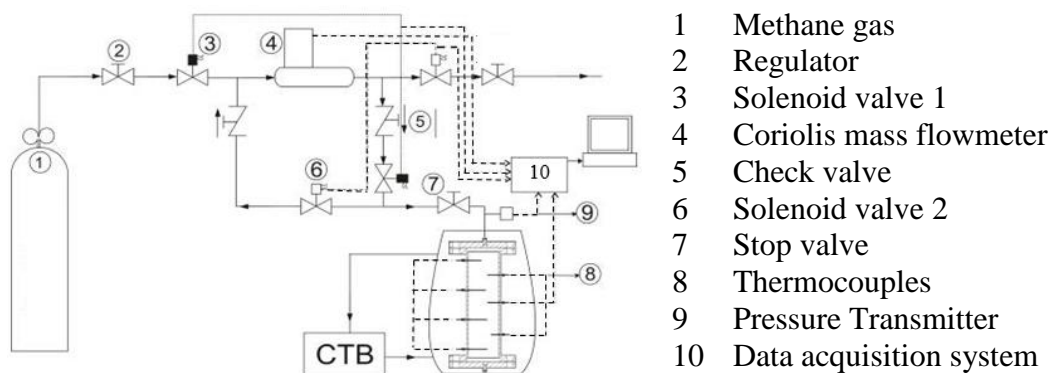 3
4
2
5
1
10
6
7
9
8
CTB
1 Methane gas
2 Regulator
3 Solenoid valve 1
4 Coriolis mass flowmeter
5 Check valve
6 Solenoid valve 2
7 Stop valve
8 Thermocouples
9 Pressure Transmitter
10 Data acquisition system